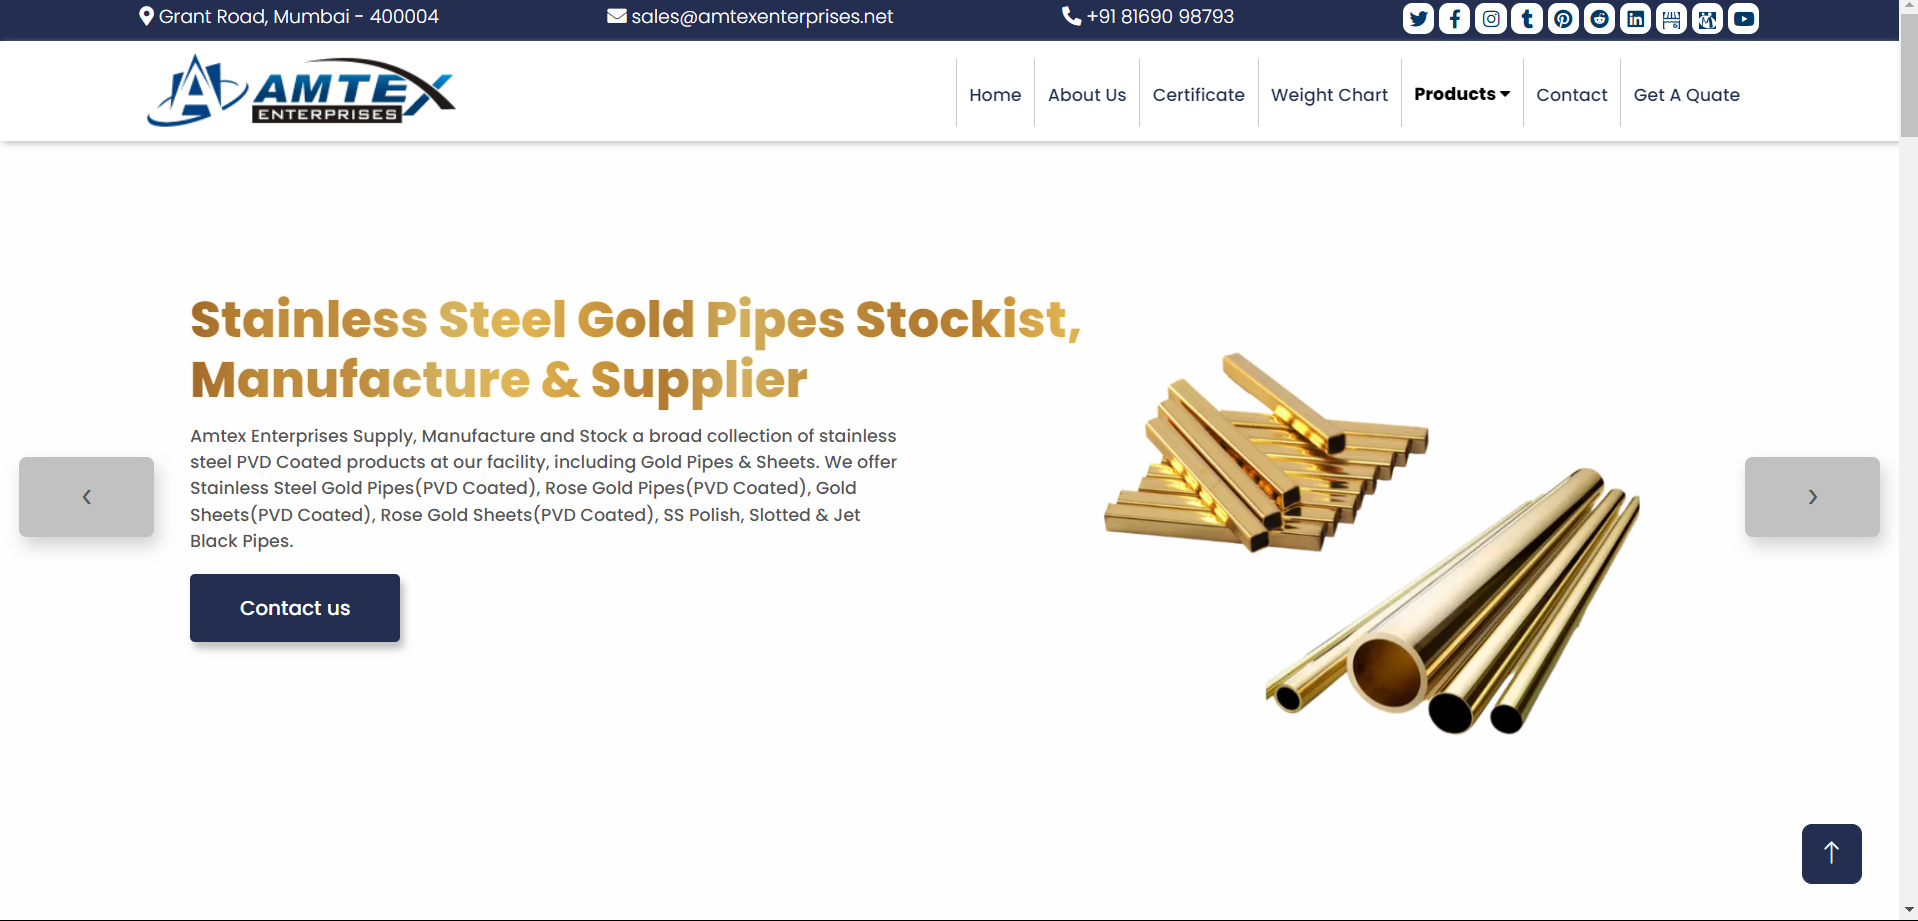 Grant Road, Mumbai - 400004
sales@amtexenterprises.net
+91 81690 98793
AMTEX
ENTERPRISES
Home
About Us
Certificate
Weight Chart
Products
Contact
Get A Quate
Stainless Steel Gold Pipes Stockist,
Manufacture & Supplier
Amtex Enterprises Supply, Manufacture and Stock a broad collection of stainless
steel PVD Coated products at our facility, including Gold Pipes & Sheets. We offer
Stainless Steel Gold Pipes(PVD Coated), Rose Gold Pipes(PVD Coated), Gold
Sheets(PVD Coated), Rose Gold Sheets(PVD Coated), SS Polish, Slotted & Jet
Black Pipes.
Contact us